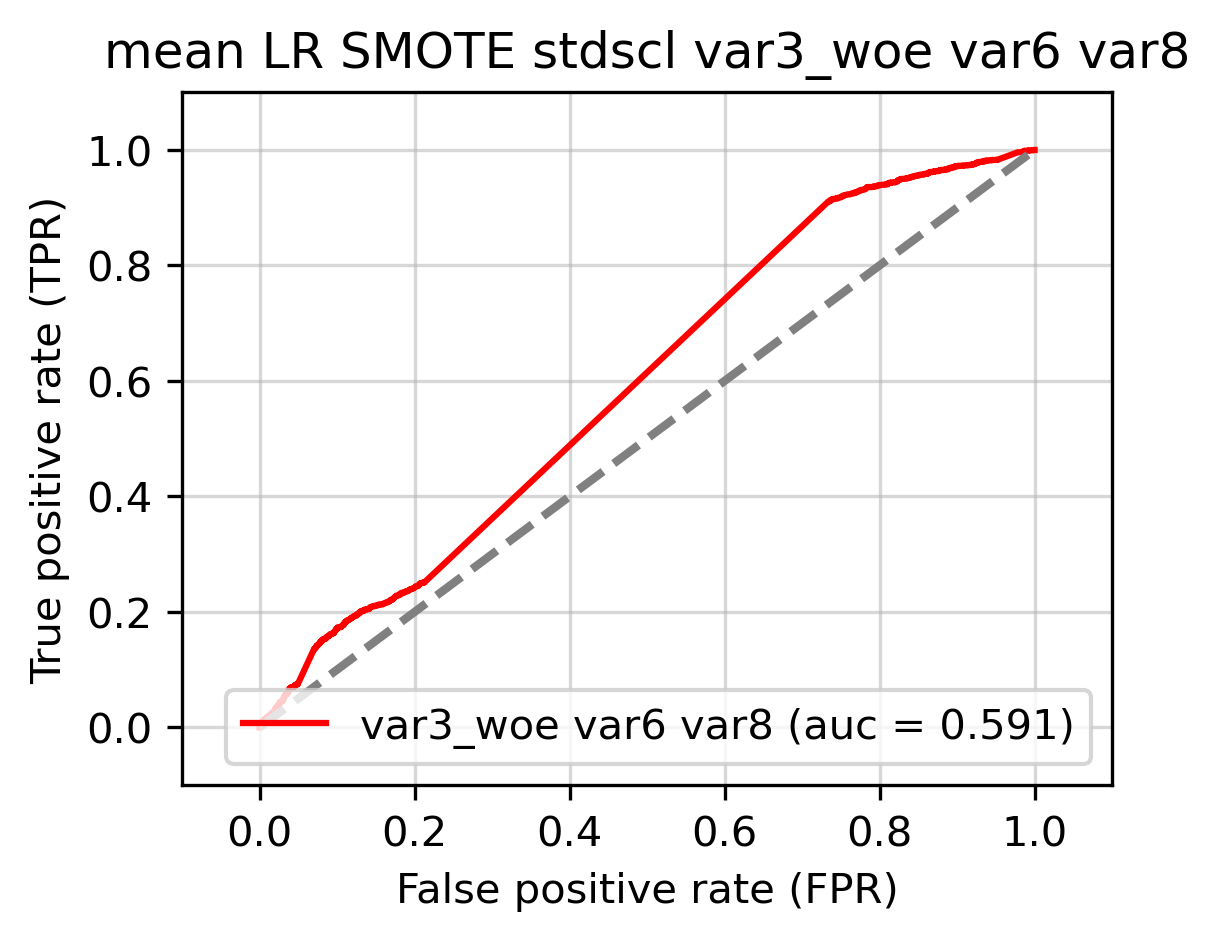 mean LR SMOTE stdscl var3_woe var6 var8
True positive rate (TPR)
1.0
0.8
0.6
0.4
0.2
0.0
var3_woe var6 var8 (auc = 0.591)
0.0 0.2 0.4 0.6 0.8 1.0
False positive rate (FPR)